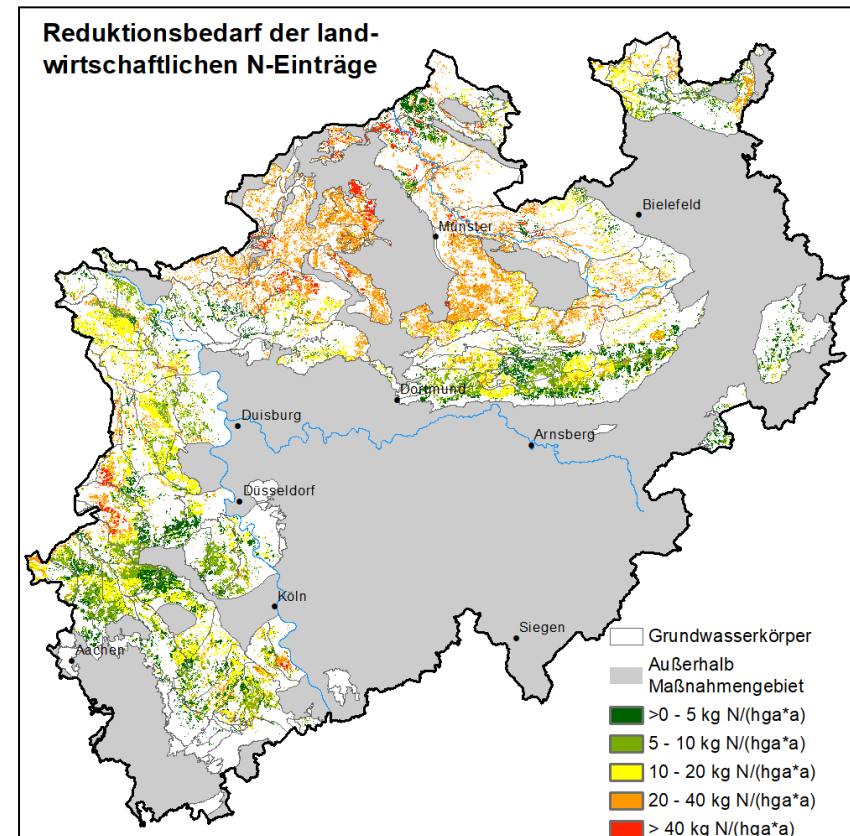 Reduktionsbedarf der land-
wirtschaftlichen N-Einträge
Bielefeld
Münster
Dortmund
Duisburg
Arnsberg
Düsseldorf
Köln
Siegen
Aachen
Grundwasserkörper
Außerhalb
Maßnahmengebiet
>0 - 5 kg N/(hga*a)
5 - 10 kg N/(hga*a)
10 - 20 kg N/(hga*a)
20 - 40 kg N/(hga*a)
> 40 kg N/(hga*a)